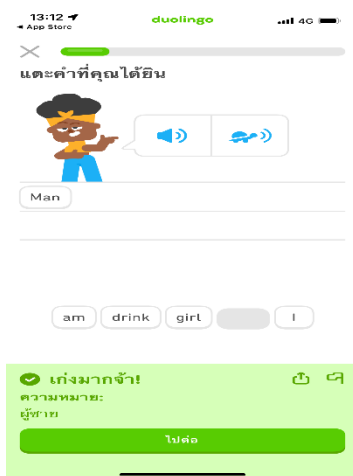 13:12
duolingo
4G
App Store
แตะคำที่คุณได้ยิน
Man
am
drink
girl
I
เก่งมากจ้า!
ความหมาย:
ผู้ชาย
ไปต่อ